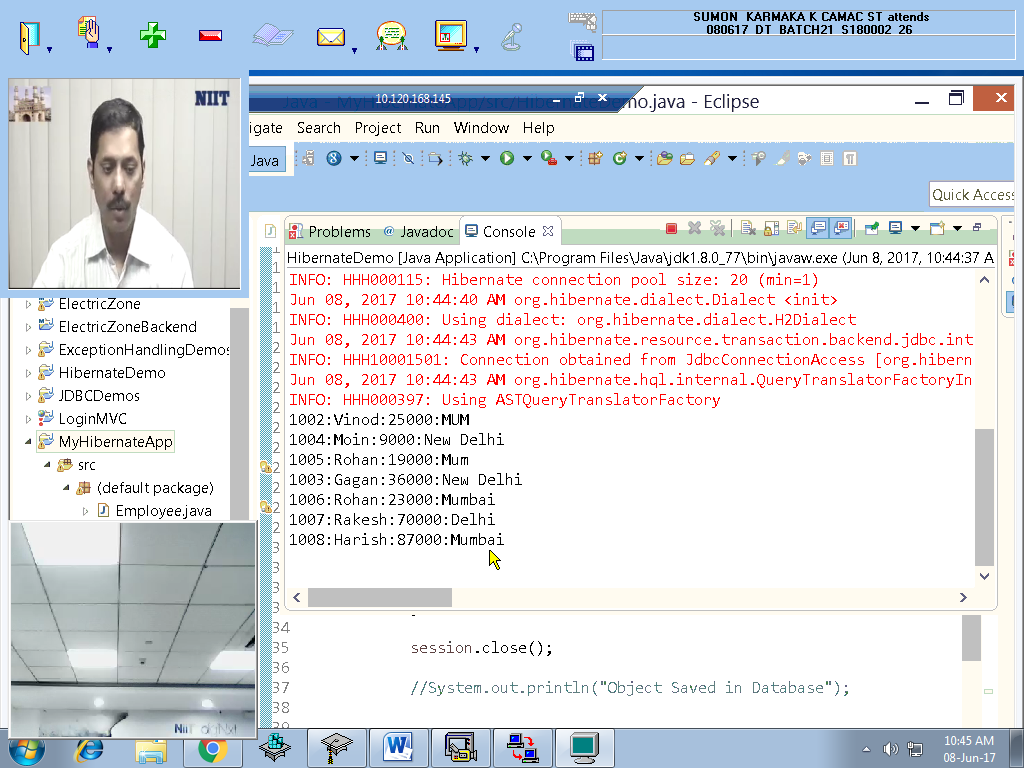 SUMON KARMAKA K CAMAC ST attends
080617_DT_BATCH21_S180002_26
NIIT
10.120.168.145
.java - Eclipse
igate Search Project Run Window Help
Java
Quick Access
Problems @ Javadoc Console
HibernateDemo [Java Application] C:\Program Files\Java\jdk1.8.0_77\bin\javaw.exe (Jun 8, 2017, 10:44:37 A
INFO: HHH000115: Hibernate connection pool size: 20 (min=1)
Jun 08, 2017 10:44:40 AM org.hibernate.dialect.Dialect <init>
INFO: HHH000400: Using dialect: org.hibernate.dialect.H2Dialect
Jun 08, 2017 10:44:43 AM org.hibernate.resource.transaction.backend.jdbc.int
INFO: HHH10001501: Connection obtained from JdbcConnectionAccess [org.hibern
Jun 08, 2017 10:44:43 AM org.hibernate.hql.internal.QueryTranslatorFactoryIn
INFO: HHH000397: Using ASTQueryTranslatorFactory
1002:Vinod:25000:MUM
1004:Moin:9000:New Delhi
1005:Rohan:19000:Mum
1003:Gagan:36000:New Delhi
1006:Rohan:23000:Mumbai
1007:Rakesh:70000:Delhi
1008:Harish:87000:Mumbai
ElectricZone
ElectricZoneBackend
ExceptionHandlingDemos
HibernateDemo
JDBCDemos
LoginMVC
MyHibernateApp
src
(default package)
Employee.java
34
35 session.close();
36
37 //System.out.println("Object Saved in Database");
38
39
10:45 AM
08-Jun-17